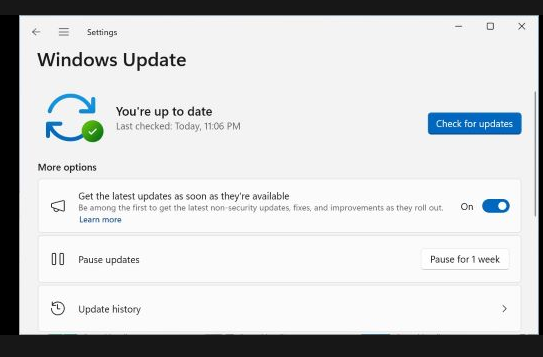 Settings
Windows Update
You're up to date
Last checked: Today, 11:06 PM
Check for updates
More options
Get the latest updates as soon as they're available
Be among the first to get the latest non-security updates, fixes, and improvements as they roll out.
Learn more
On
Pause updates
Pause for 1 week
Update history